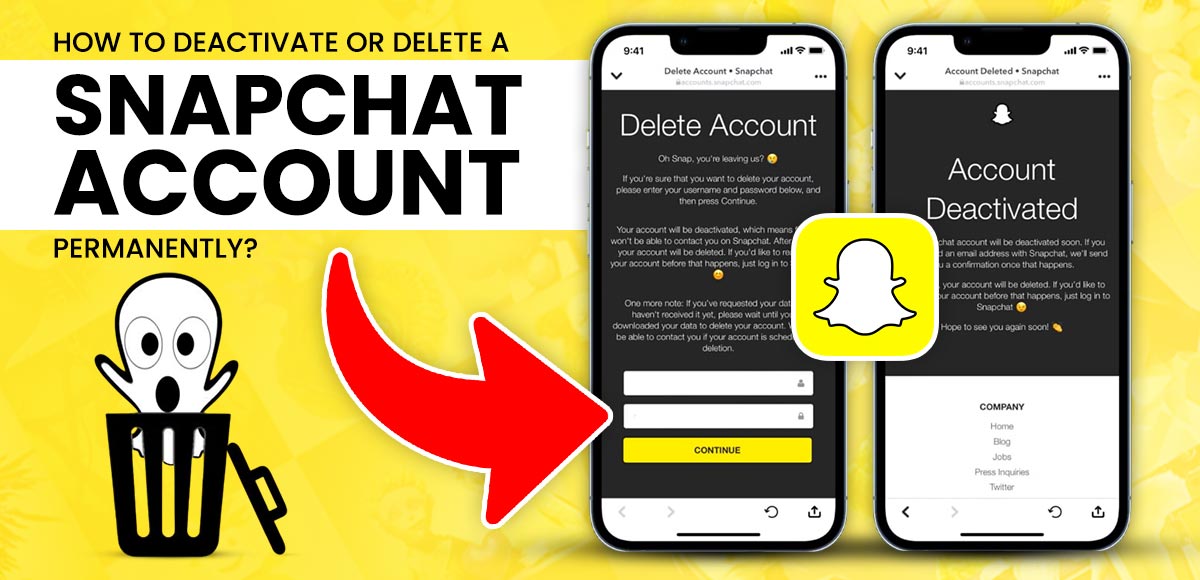 HOW TO DEACTIVATE OR DELETE A
SNAPCHAT
ACCOUNT
PERMANENTLY?
9:41
Delete Account • Snapchat
accounts.snapchat.com
Delete Account
Oh Snap, you're leaving us? 😢
If you're sure that you want to delete your account,
please enter your username and password below, and
then press Continue.
Your account will be deactivated, which means
won't be able to contact you on Snapchat. After
your account will be deleted. If you'd like to
your account before that happens, just log in to
😊
One more note: If you've requested your
haven't received it yet, please wait until
downloaded your data to delete your account.
be able to contact you if your account is
deletion.
CONTINUE
9:41
Account Deleted • Snapchat
accounts.snapchat.com
Account
Deactivated
account will be deactivated soon. If you
an email address with Snapchat, we'll send
a confirmation once that happens.
your account will be deleted. If you'd like to
your account before that happens, just log in to
Snapchat 😉
Hope to see you again soon! 👏
COMPANY
Home
Blog
Jobs
Press Inquiries
Twitter